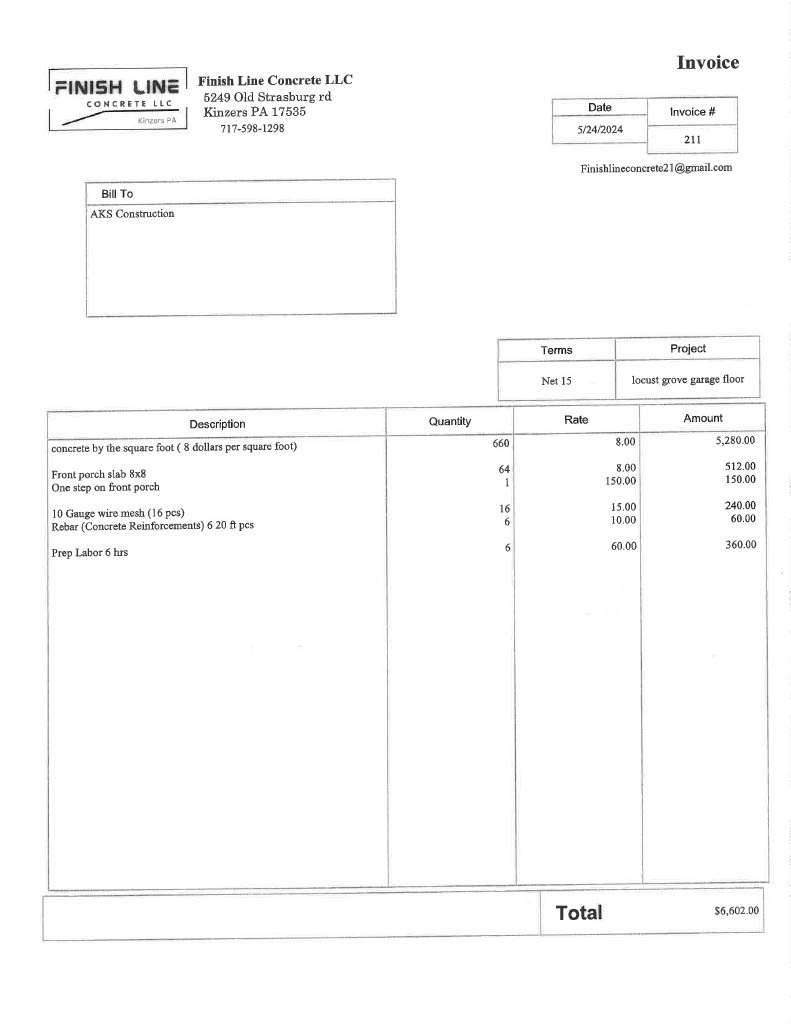 Invoice
FINISH LINE
CONCRETE LLC
Kinzers PA
Finish Line Concrete LLC
5249 Old Strasburg rd
Kinzers PA 17535
717-598-1298
Date
Invoice #
5/24/2024
211
Finishlineconcrete21@gmail.com
Bill To
AKS Construction
Terms
Project
Net 15
locust grove garage floor
Description Quantity Rate Amount
concrete by the square foot ( 8 dollars per square foot) 660 8.00 5,280.00
Front porch slab 8x8 64 8.00 512.00
One step on front porch 1 150.00 150.00
10 Gauge wire mesh (16 pcs) 16 15.00 240.00
Rebar (Concrete Reinforcements) 6 20 ft pcs 6 10.00 60.00
Prep Labor 6 hrs 6 60.00 360.00
Total $6,602.00